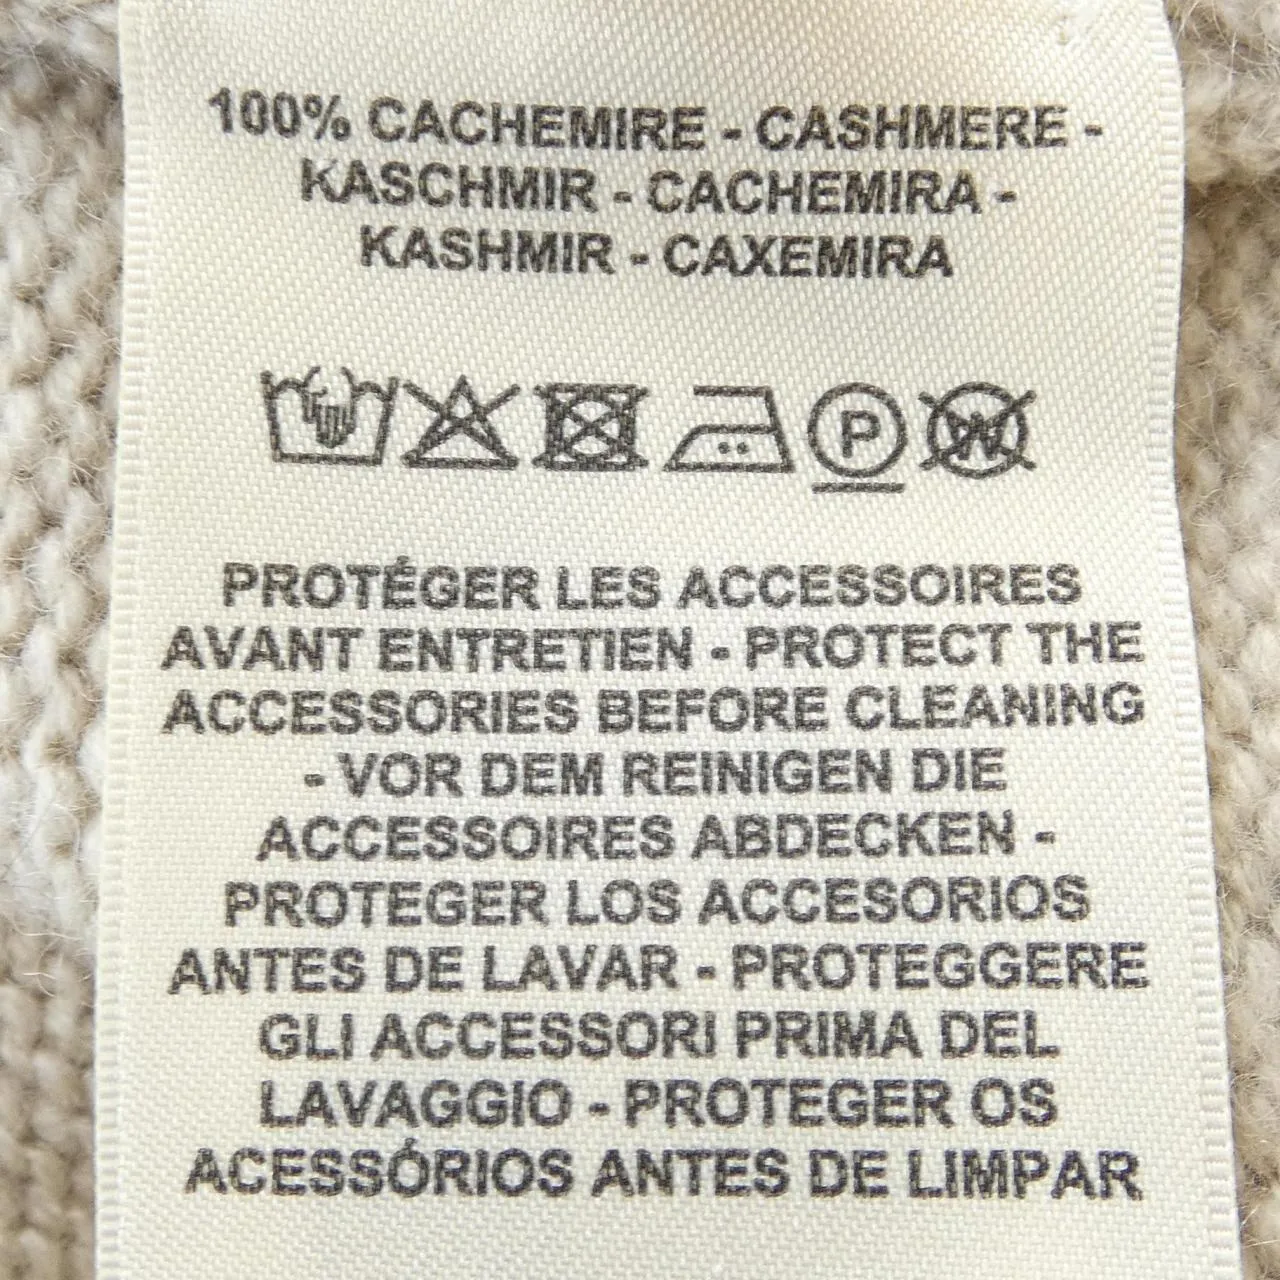 100% CACHEMIRE - CASHMERE -
KASCHMIR - CACHEMIRA -
KASHMIR - CAXEMIRA
P W
PROTÉGER LES ACCESSOIRES
AVANT ENTRETIEN - PROTECT THE
ACCESSORIES BEFORE CLEANING
- VOR DEM REINIGEN DIE
ACCESSOIRES ABDECKEN -
PROTEGER LOS ACCESORIOS
ANTES DE LAVAR - PROTEGGERE
GLI ACCESSORI PRIMA DEL
LAVAGGIO - PROTEGER OS
ACESSÓRIOS ANTES DE LIMPAR